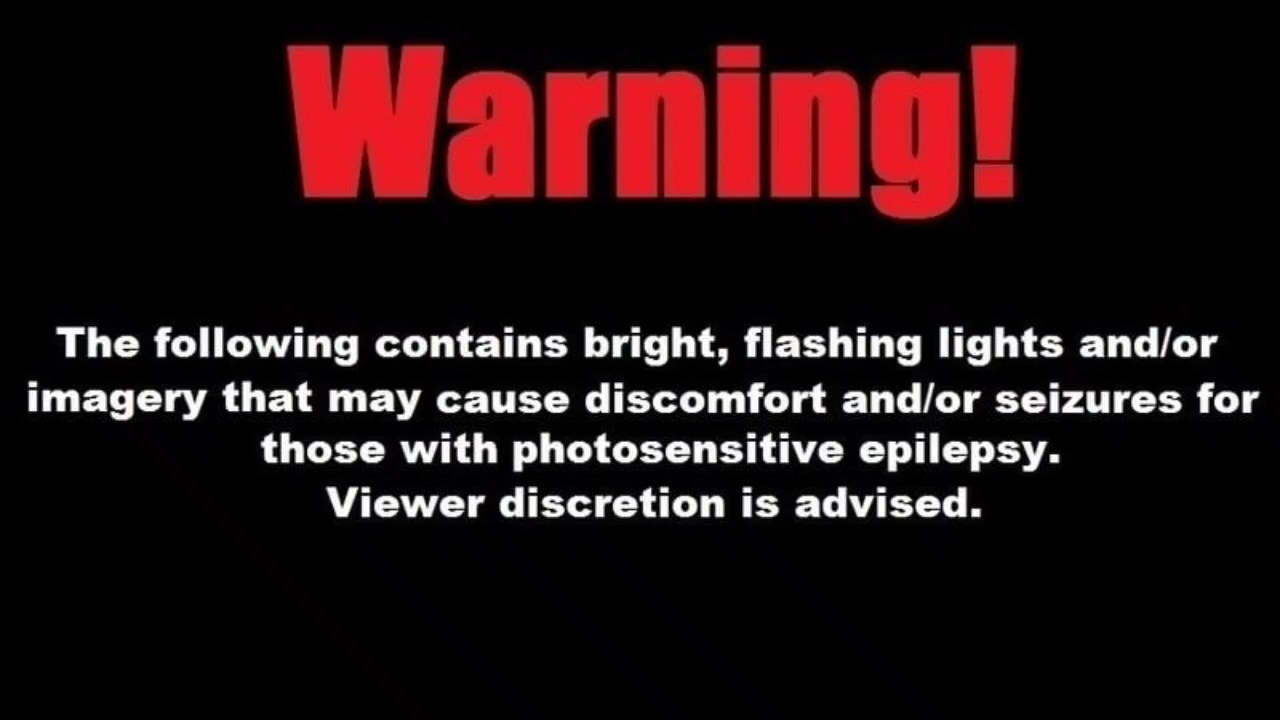 Warning!
The following contains bright, flashing lights and/or
imagery that may cause discomfort and/or seizures for
those with photosensitive epilepsy.
Viewer discretion is advised.